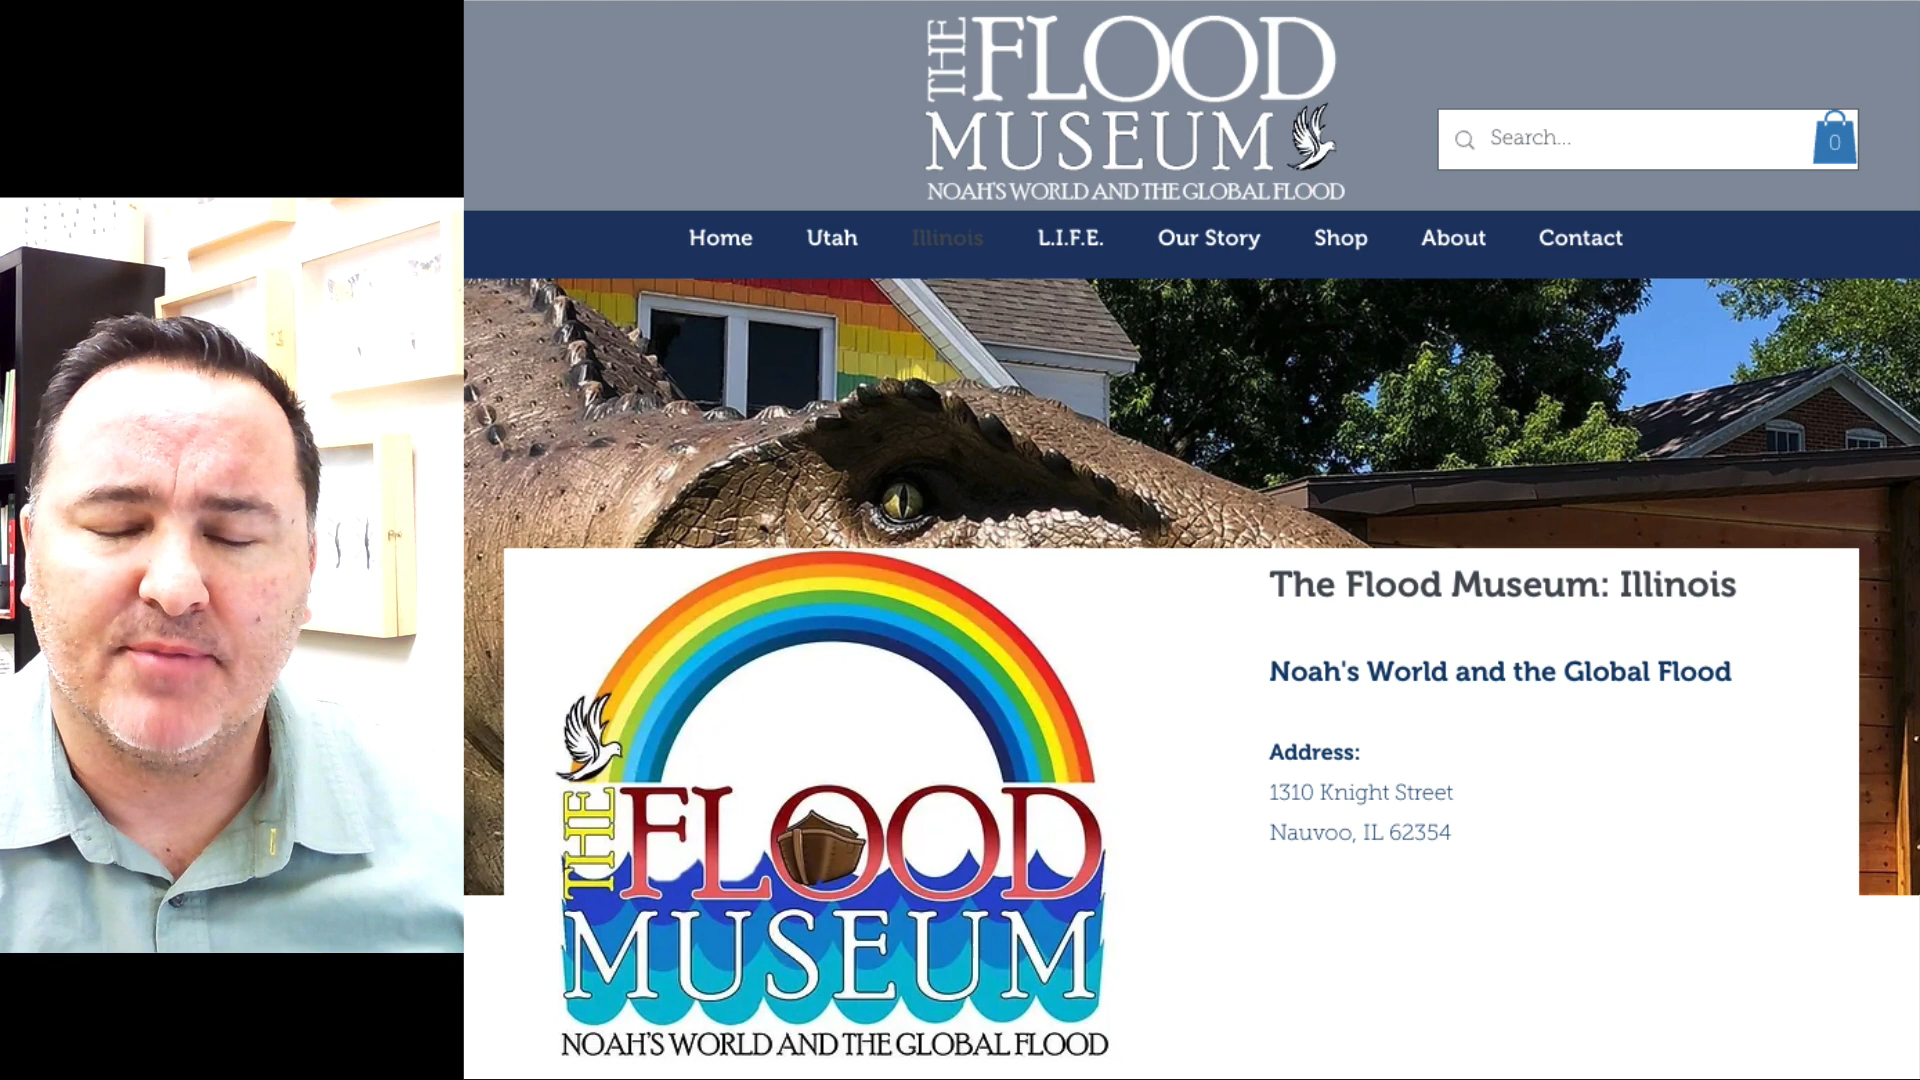 THE FLOOD
MUSEUM
NOAH'S WORLD AND THE GLOBAL FLOOD
Search...
0
Home Utah Illinois L.I.F.E. Our Story Shop About Contact
The Flood Museum: Illinois
Noah's World and the Global Flood
Address:
1310 Knight Street
Nauvoo, IL 62354
THE FLOOD
MUSEUM
NOAH'S WORLD AND THE GLOBAL FLOOD